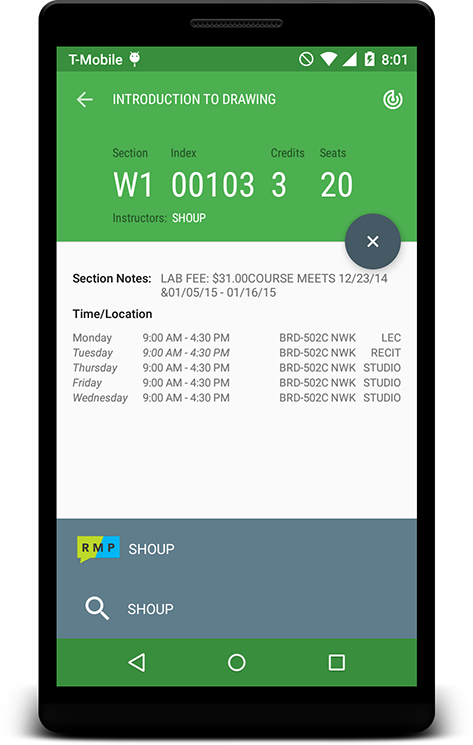 T-Mobile 8:01
INTRODUCTION TO DRAWING
Section Index Credits Seats
W1 00103 3 20
Instructors: SHOUP
Section Notes: LAB FEE: $31.00COURSE MEETS 12/23/14
&01/05/15 - 01/16/15
Time/Location
Monday 9:00 AM - 4:30 PM BRD-502C NWK LEC
Tuesday 9:00 AM - 4:30 PM BRD-502C NWK RECIT
Thursday 9:00 AM - 4:30 PM BRD-502C NWK STUDIO
Friday 9:00 AM - 4:30 PM BRD-502C NWK STUDIO
Wednesday 9:00 AM - 4:30 PM BRD-502C NWK STUDIO
RMP SHOUP
SHOUP